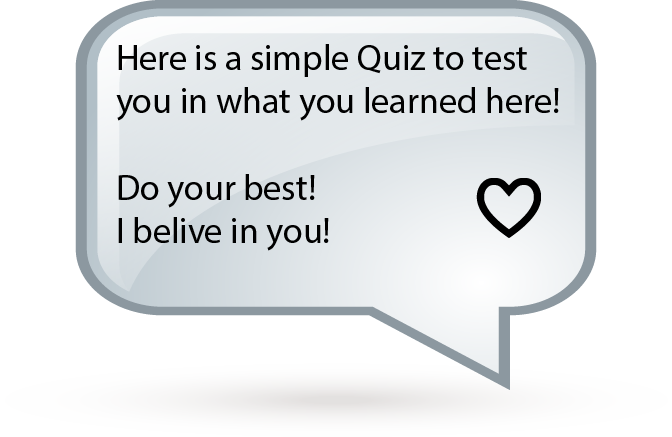 Here is a simple Quiz to test
you in what you learned here!
Do your best!
I belive in you!